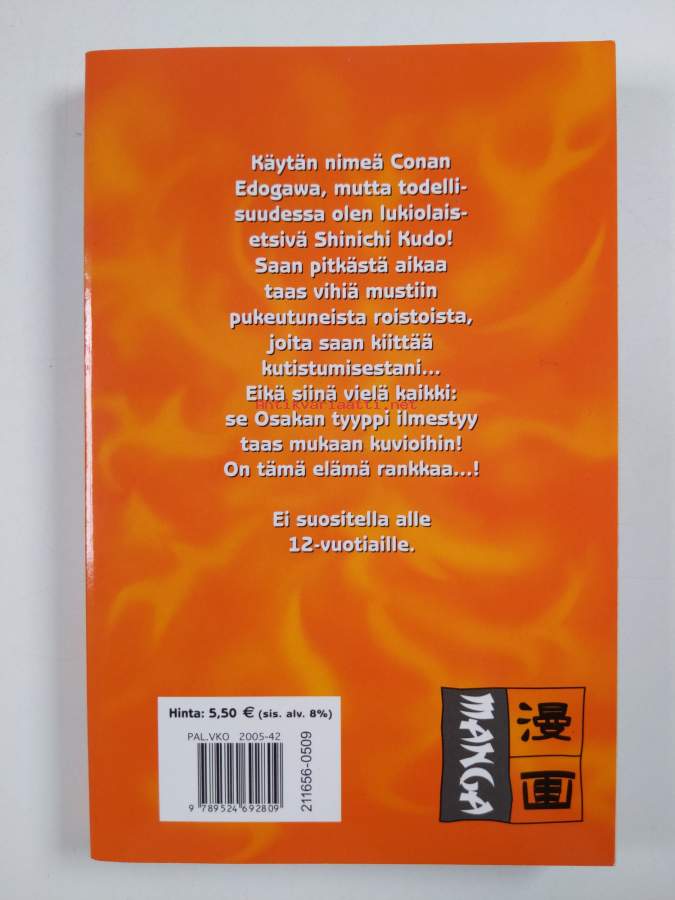 Käytän nimeä Conan
Edogawa, mutta todelli-
suudessa olen lukiolais-
etsivä Shinichi Kudo!
Saan pitkästä aikaa
taas vihiä mustiin
pukeutuneista roistoista,
joita saan kiittää
kutistumisestani...
Eikä siinä vielä kaikki:
Antikvariaatti.net
se Osakan tyyppi ilmestyy
taas mukaan kuvioihin!
On tämä elämä rankkaa...!
Ei suositella alle
12-vuotiaille.
Hinta: 5,50 € (sis. alv. 8%)
PAL.VKO 2005-42
9 789524 692809
211656-0509
MANGA
漫画